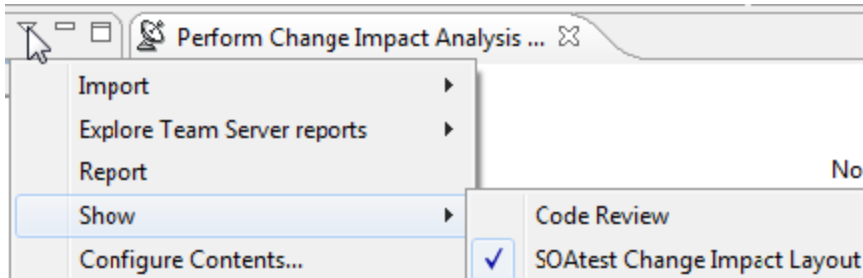 Perform Change Impact Analysis ...
Import
Explore Team Server reports
Report
No
Show
Code Review
Configure Contents...
SOAtest Change Impact Layout